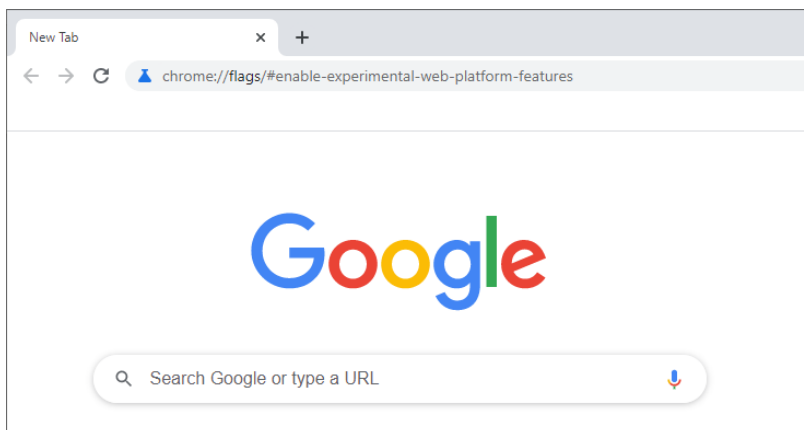 New Tab
chrome://flags/#enable-experimental-web-platform-features
Google
Search Google or type a URL